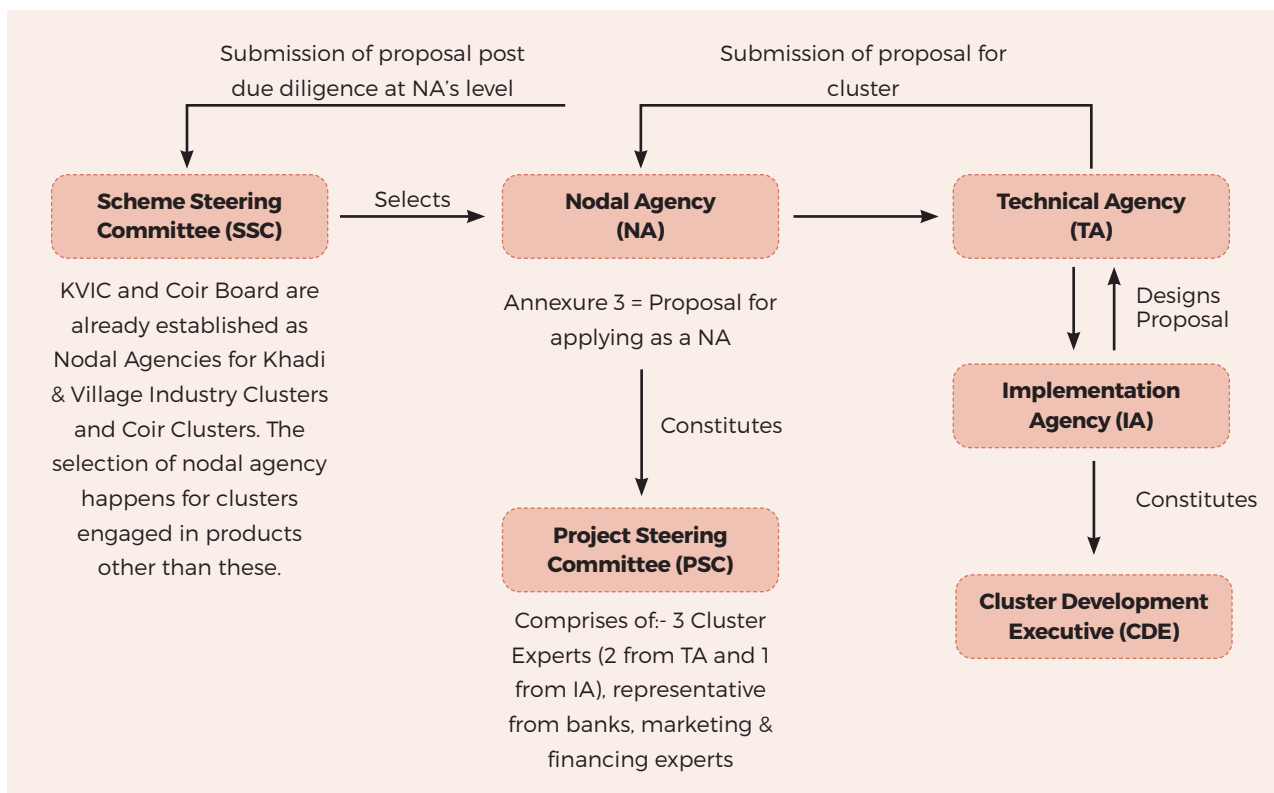 Submission of proposal post
due diligence at NA's level
Submission of proposal for
cluster
Scheme Steering
Committee (SSC)
Selects
Nodal Agency
(NA)
Technical Agency
(TA)
KVIC and Coir Board are
already established as
Nodal Agencies for Khadi
& Village Industry Clusters
and Coir Clusters. The
selection of nodal agency
happens for clusters
engaged in products
other than these.
Annexure 3 = Proposal for
applying as a NA
Constitutes
Project Steering
Committee (PSC)
Comprises of:- 3 Cluster
Experts (2 from TA and 1
from IA), representative
from banks, marketing &
financing experts
Designs
Proposal
Implementation
Agency (IA)
Constitutes
Cluster Development
Executive (CDE)